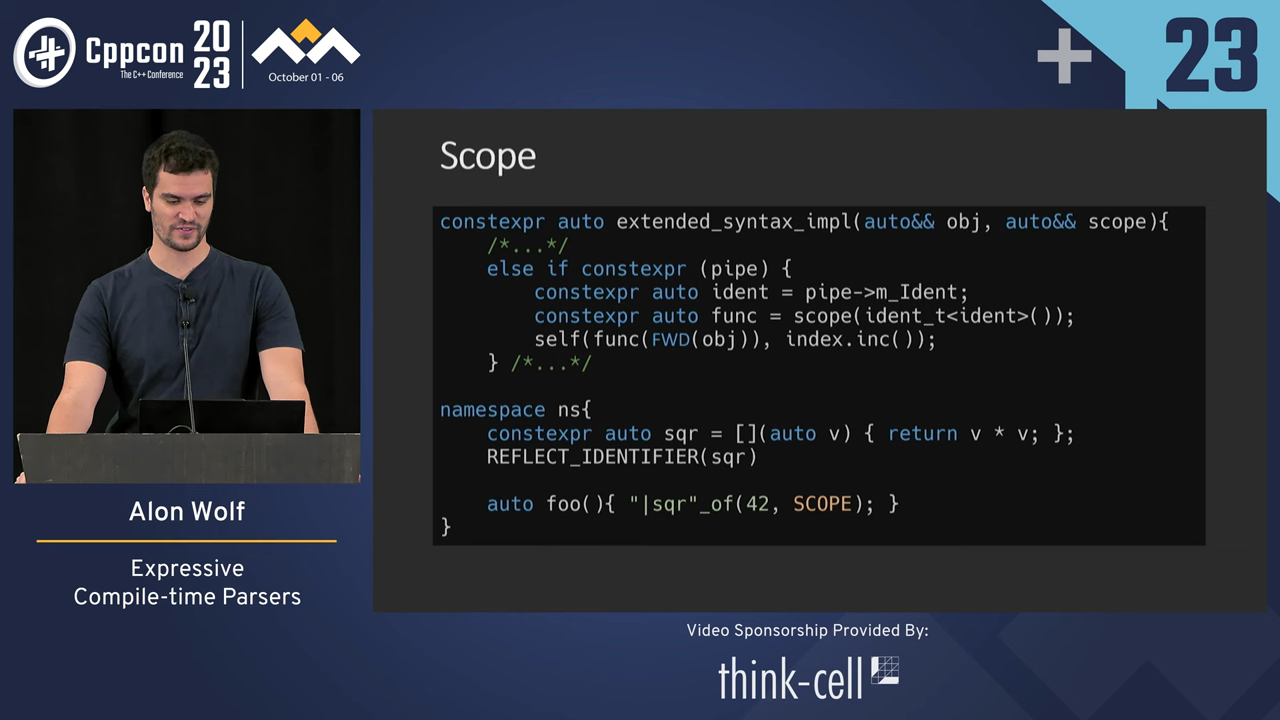 Cppcon
The C++ Conference
20
23
October 01 - 06
23
Scope
constexpr auto extended_syntax_impl(auto&& obj, auto&& scope){
    /*...*/
    else if constexpr (pipe) {
        constexpr auto ident = pipe->m_Ident;
        constexpr auto func = scope(ident_t<ident>());
        self(func(FWD(obj)), index.inc());
    } /*...*/
namespace ns{
    constexpr auto sqr = [](auto v) { return v * v; };
    REFLECT_IDENTIFIER(sqr)
    auto foo(){ "|sqr"_of(42, SCOPE); }
}
Alon Wolf
Expressive
Compile-time Parsers
Video Sponsorship Provided By:
think-cell